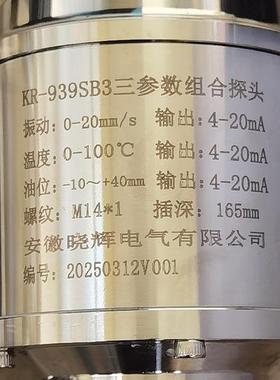 KR-939SB3三参数组合探头
振动: 0-20mm/s 输出: 4-20mA
温度: 0-100℃ 输出: 4-20mA
油位: -10~+40mm 输出: 4-20mA
螺纹: M14*1 插深: 165mm
安徽晓辉电气有限公司
编号: 20250312V001